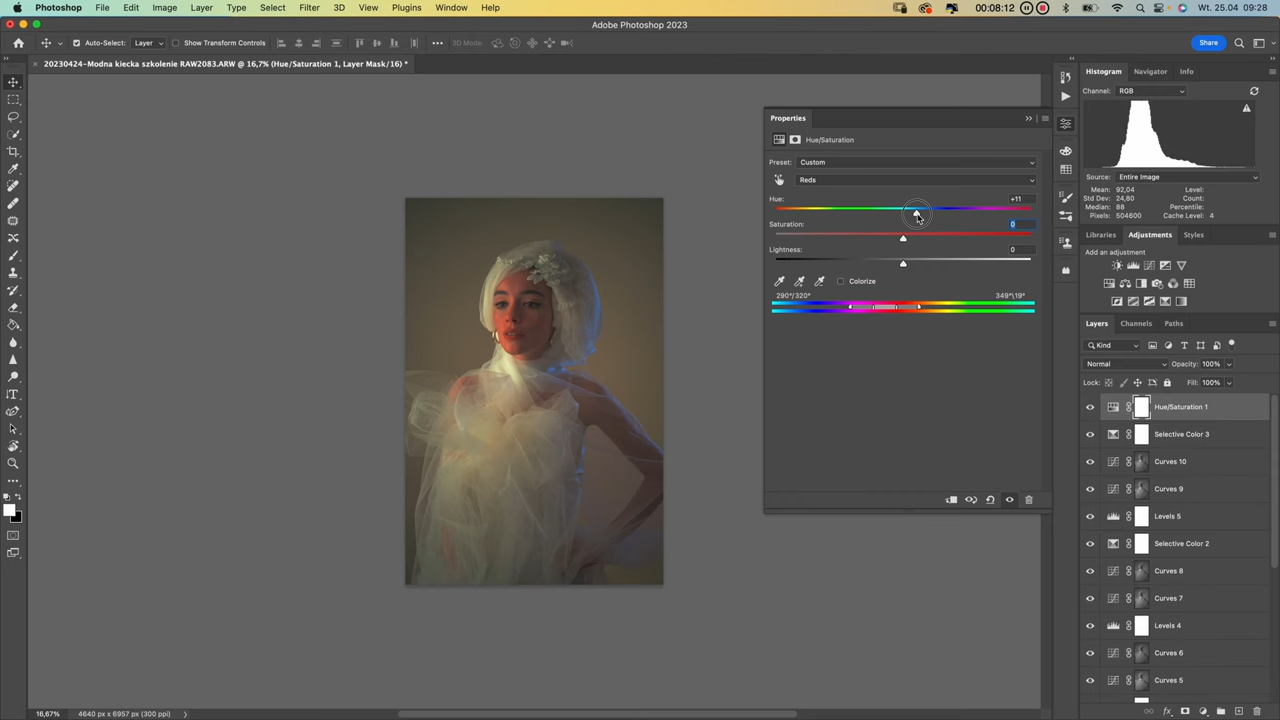 Photoshop File Edit Image Layer Type Select Filter 3D View Plugins Window Help 00:08:12 Wt. 25.04 09:28
Adobe Photoshop 2023
Auto-Select: Layer Show Transform Controls 3D Mode: Share
20230424-Modna kiecka szkolenie RAW2083.ARW @ 16,7% (Hue/Saturation 1, Layer Mask/16) *
Properties
Hue/Saturation
Preset: Custom
Reds
Hue: +11
Saturation: 0
Lightness: 0
Colorize
290°/320° 349°\19°
Histogram Navigator Info
Channel: RGB
Source: Entire Image
Mean: 92,04 Level:
Std Dev: 24,80 Count:
Median: 88 Percentile:
Pixels: 504600 Cache Level: 4
Libraries Adjustments Styles
Add an adjustment
Layers Channels Paths
Kind
Normal Opacity: 100%
Lock: Fill: 100%
Hue/Saturation 1
Selective Color 3
Curves 10
Curves 9
Levels 5
Selective Color 2
Curves 8
Curves 7
Levels 4
Curves 6
Curves 5
16,67% 4640 px x 6957 px (300 ppi)